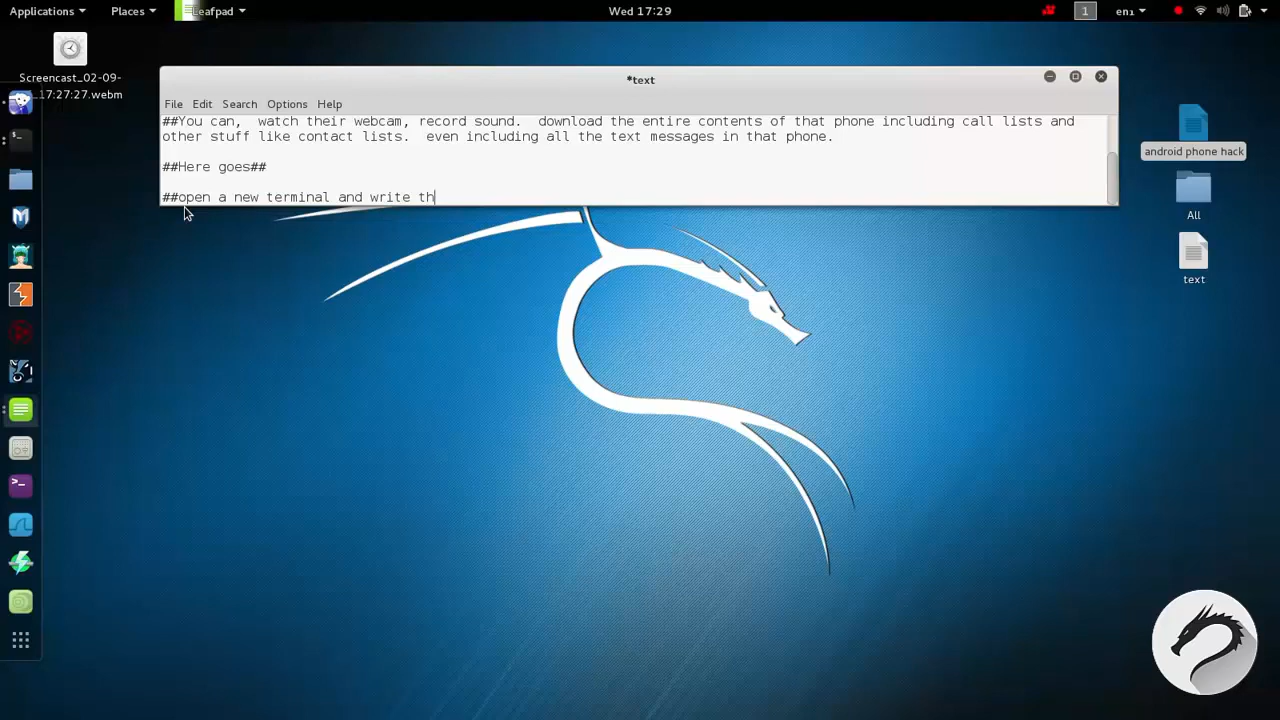 Applications
Places
Leafpad
Wed 17:29
1
en1
Screencast_02-09-
_17:27:27.webm
*text
File Edit Search Options Help
##You can,  watch their webcam, record sound.  download the entire contents of that phone including call lists and
other stuff like contact lists.  even including all the text messages in that phone.
##Here goes##
##open a new terminal and write th
android phone hack
All
text